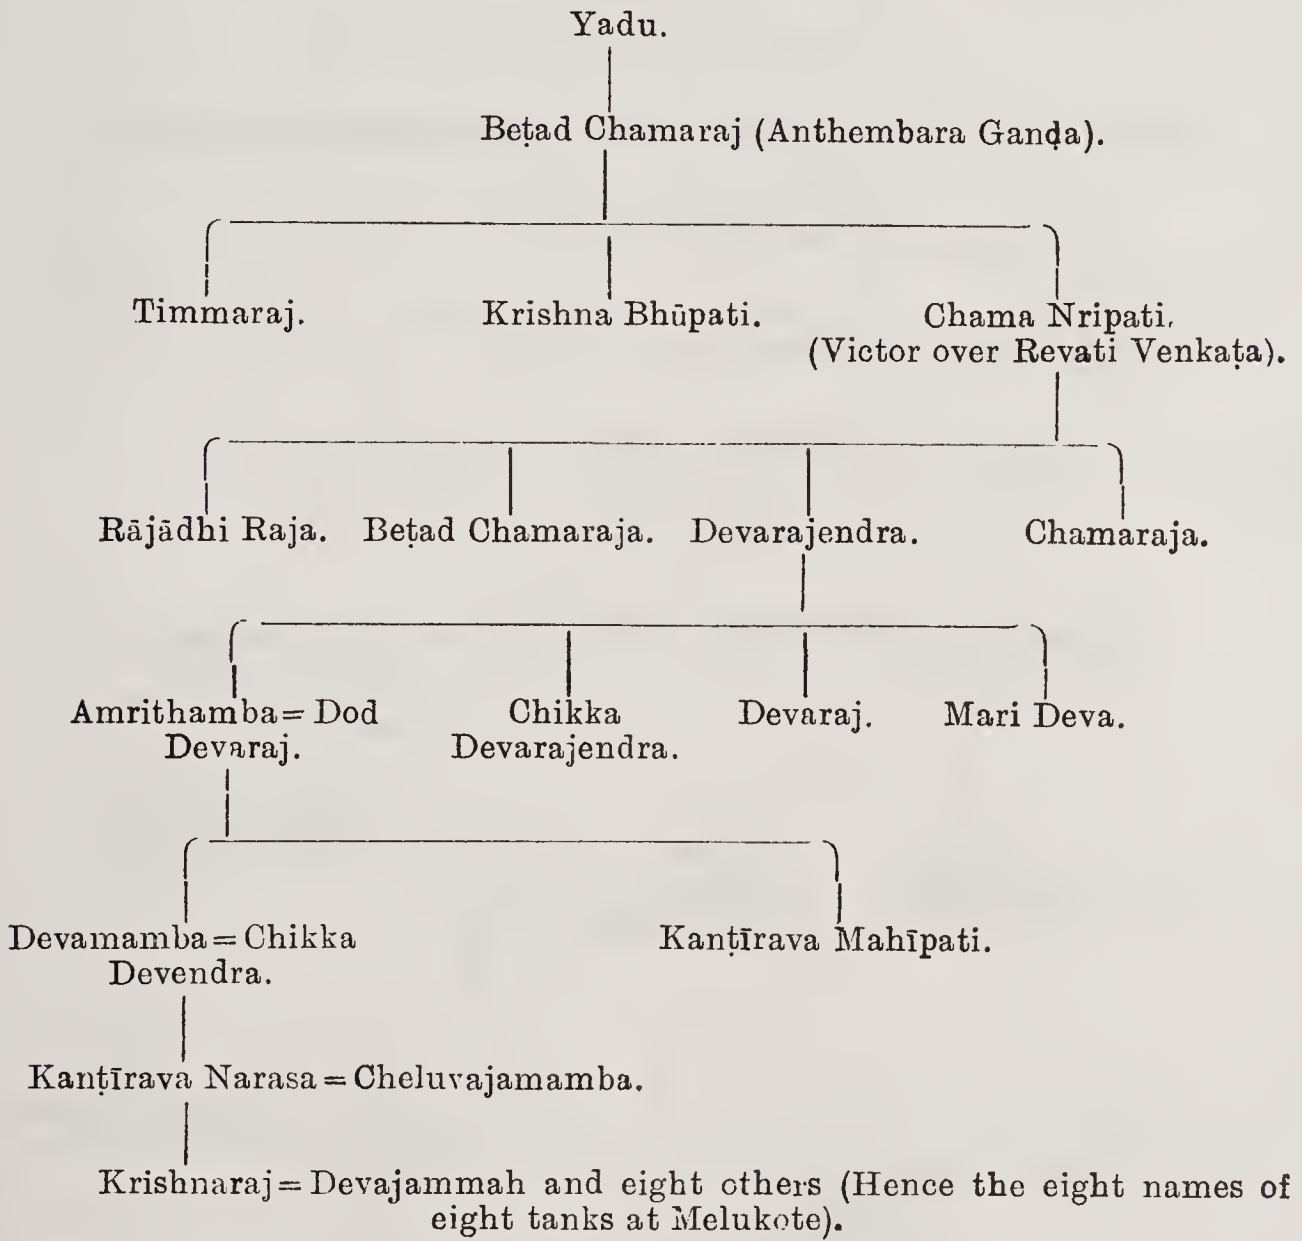 Yadu.
Beṭad Chamaraj (Anthembara Ganḍa).
Timmaraj. Krishna Bhūpati. Chama Nripati.
(Victor over Revati Venkaṭa).
Rājādhi Raja. Beṭad Chamaraja. Devarajendra. Chamaraja.
Amrithamba = Dod Chikka Devaraj. Mari Deva.
Devaraj. Devarajendra.
Devamamba = Chikka Kanṭīrava Mahīpati.
Devendra.
Kanṭīrava Narasa = Cheluvajamamba.
Krishnaraj = Devajammah and eight others (Hence the eight names of
eight tanks at Melukote).